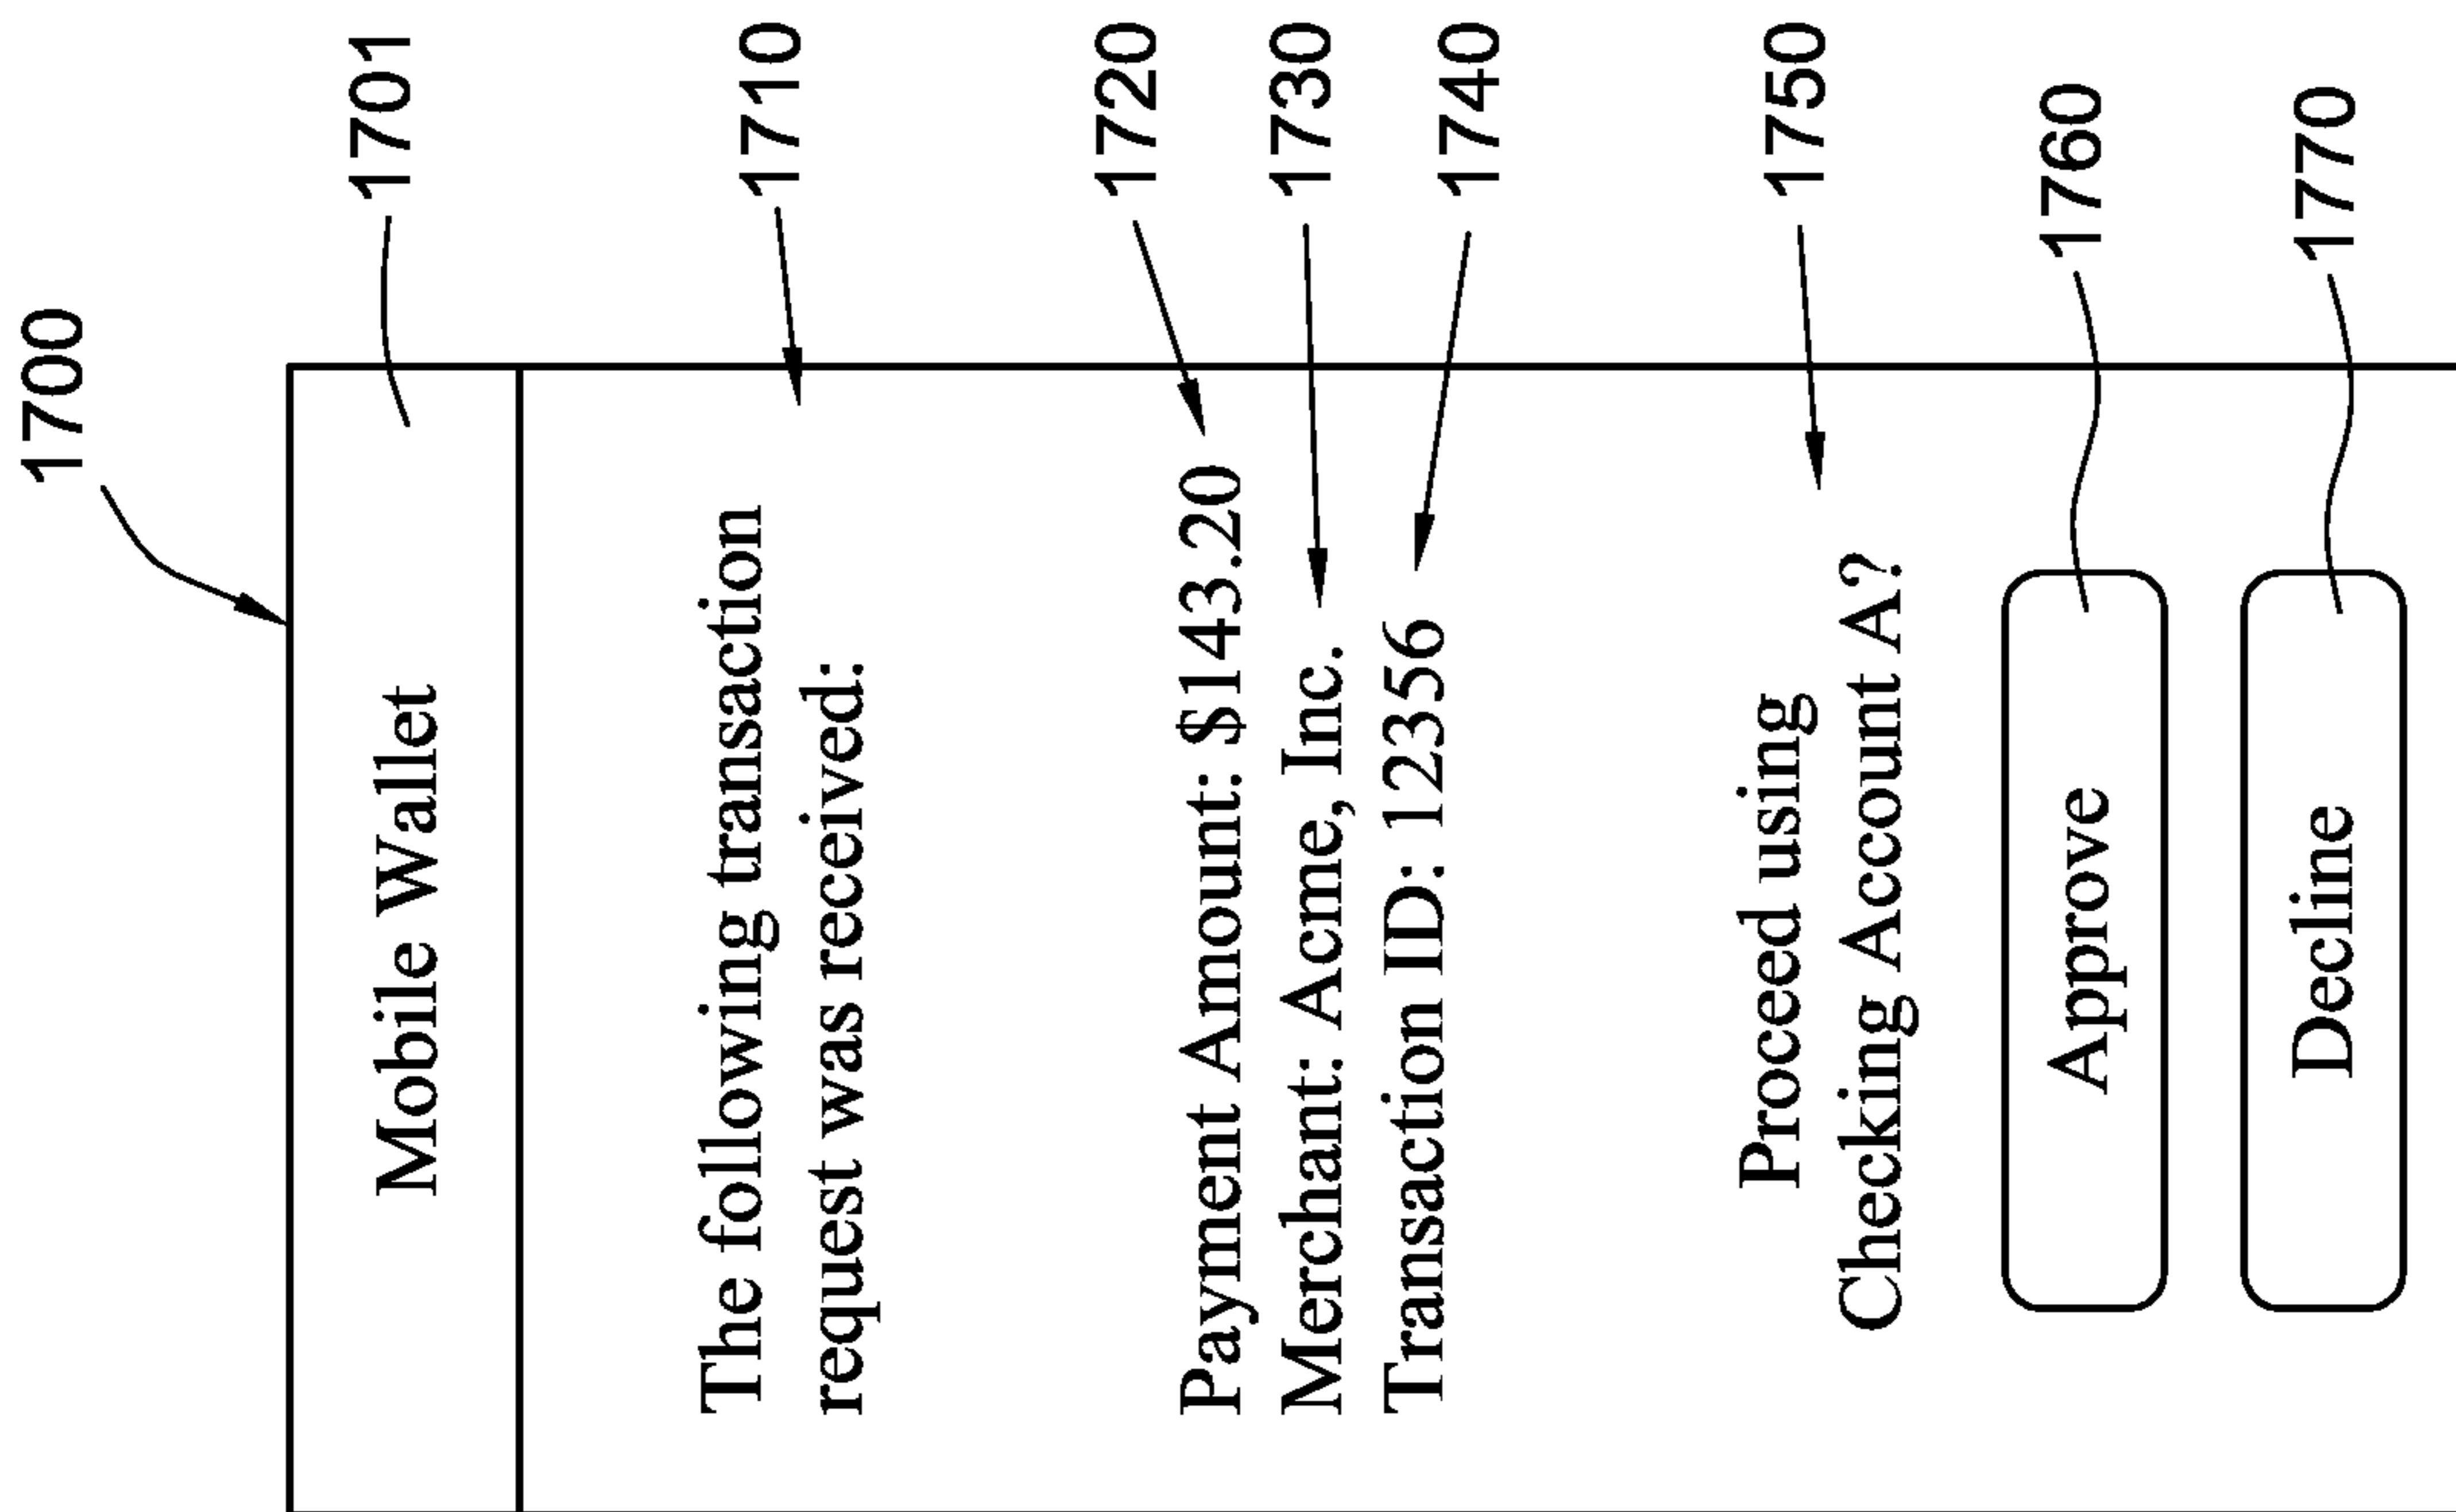 1700
Mobile Wallet 1701
The following transaction 1710
request was received:
Payment Amount: $143.20 1720
Merchant: Acme, Inc. 1730
Transaction ID: 12356 1740
Proceed using 1750
Checking Account A?
Approve 1760
Decline 1770